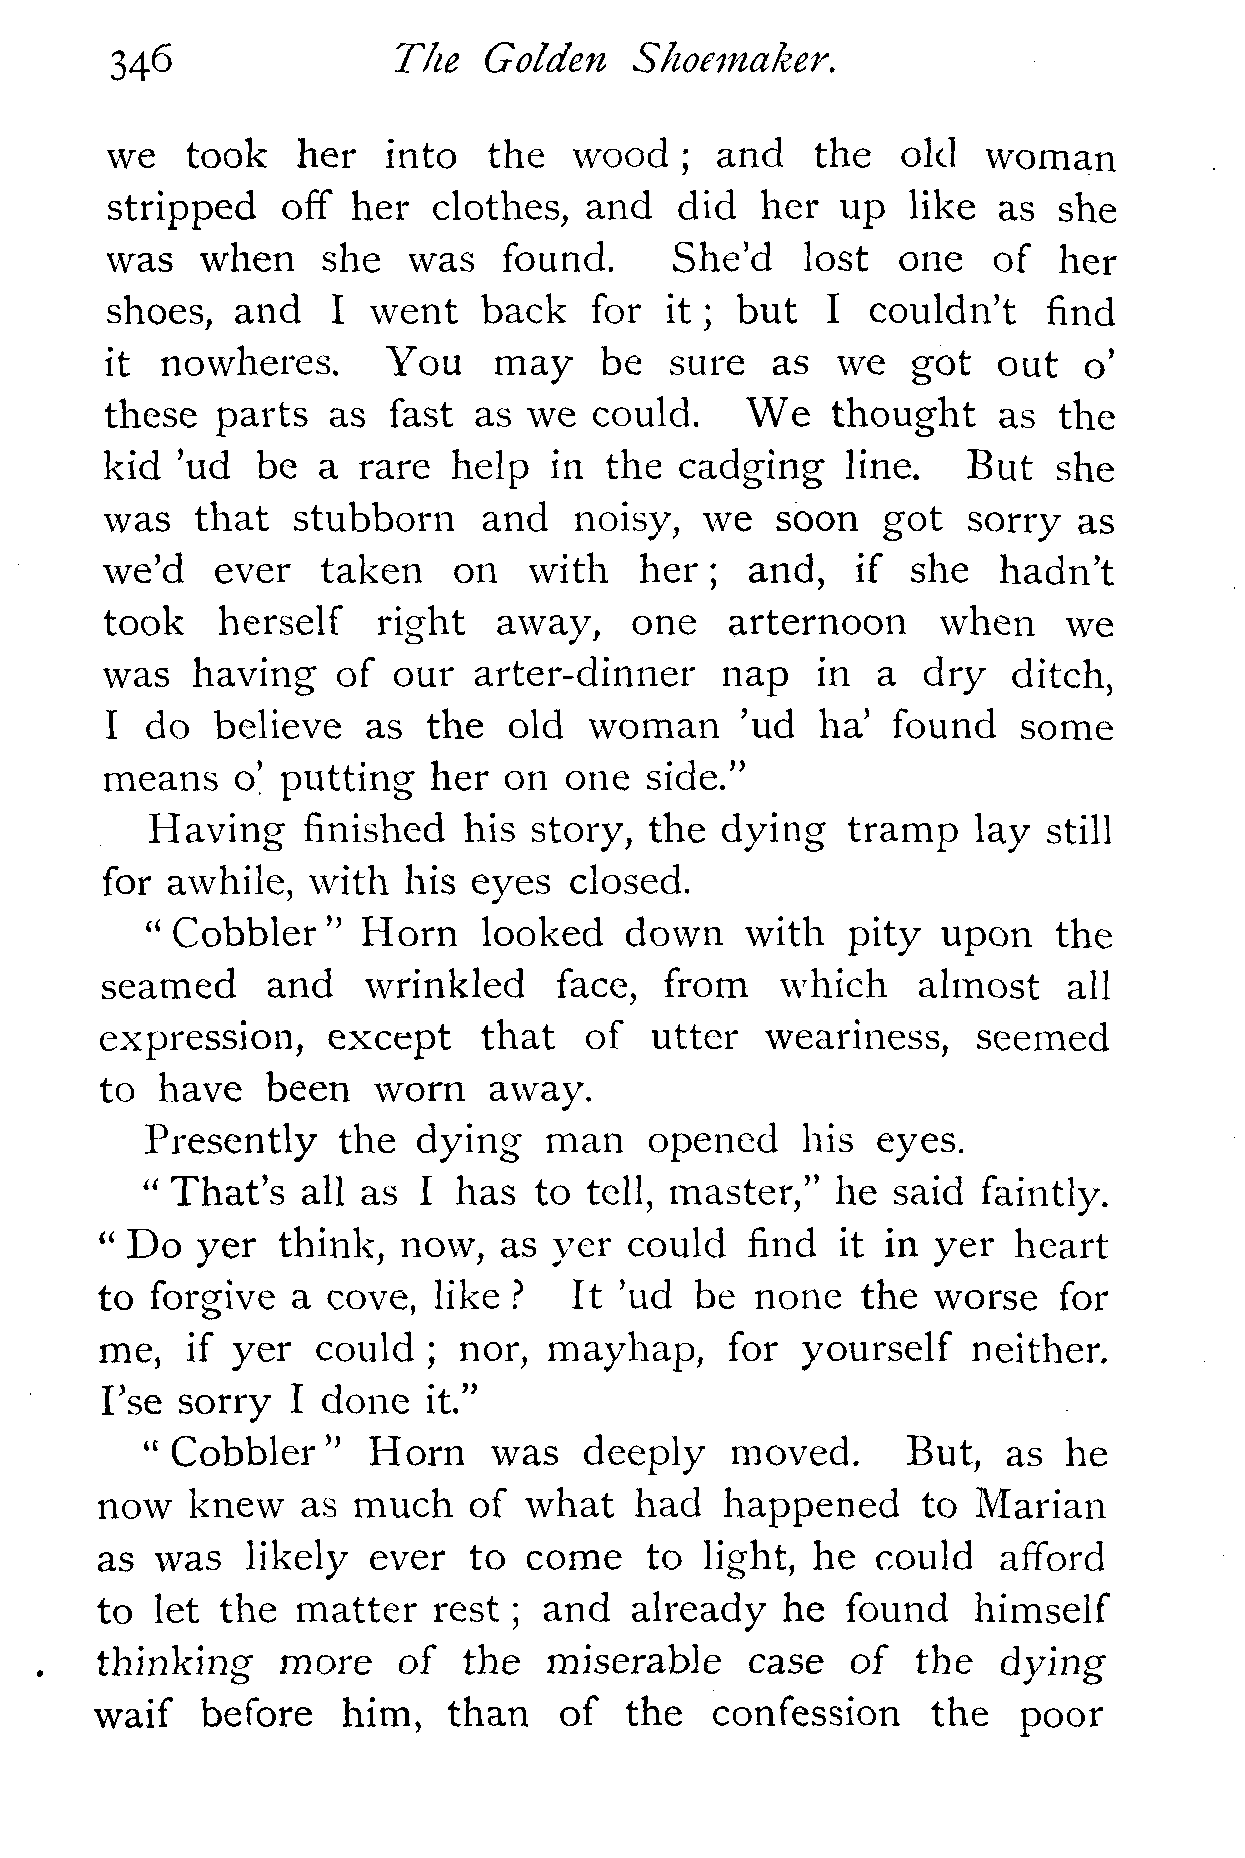 346 The Golden Shoemaker.
we took her into the wood ; and the old woman
stripped off her clothes, and did her up like as she
was when she was found. She'd lost one of her
shoes, and I went back for it ; but I couldn't find
it nowheres. You may be sure as we got out o'
these parts as fast as we could. We thought as the
kid 'ud be a rare help in the cadging line. But she
was that stubborn and noisy, we soon got sorry as
we'd ever taken on with her ; and, if she hadn't
took herself right away, one arternoon when we
was having of our arter-dinner nap in a dry ditch,
I do believe as the old woman 'ud ha' found some
means o' putting her on one side."
Having finished his story, the dying tramp lay still
for awhile, with his eyes closed.
" Cobbler " Horn looked down with pity upon the
seamed and wrinkled face, from which almost all
expression, except that of utter weariness, seemed
to have been worn away.
Presently the dying man opened his eyes.
" That's all as I has to tell, master," he said faintly.
" Do yer think, now, as yer could find it in yer heart
to forgive a cove, like ? It 'ud be none the worse for
me, if yer could ; nor, mayhap, for yourself neither.
I'se sorry I done it."
" Cobbler " Horn was deeply moved. But, as he
now knew as much of what had happened to Marian
as was likely ever to come to light, he could afford
to let the matter rest ; and already he found himself
thinking more of the miserable case of the dying
waif before him, than of the confession the poor